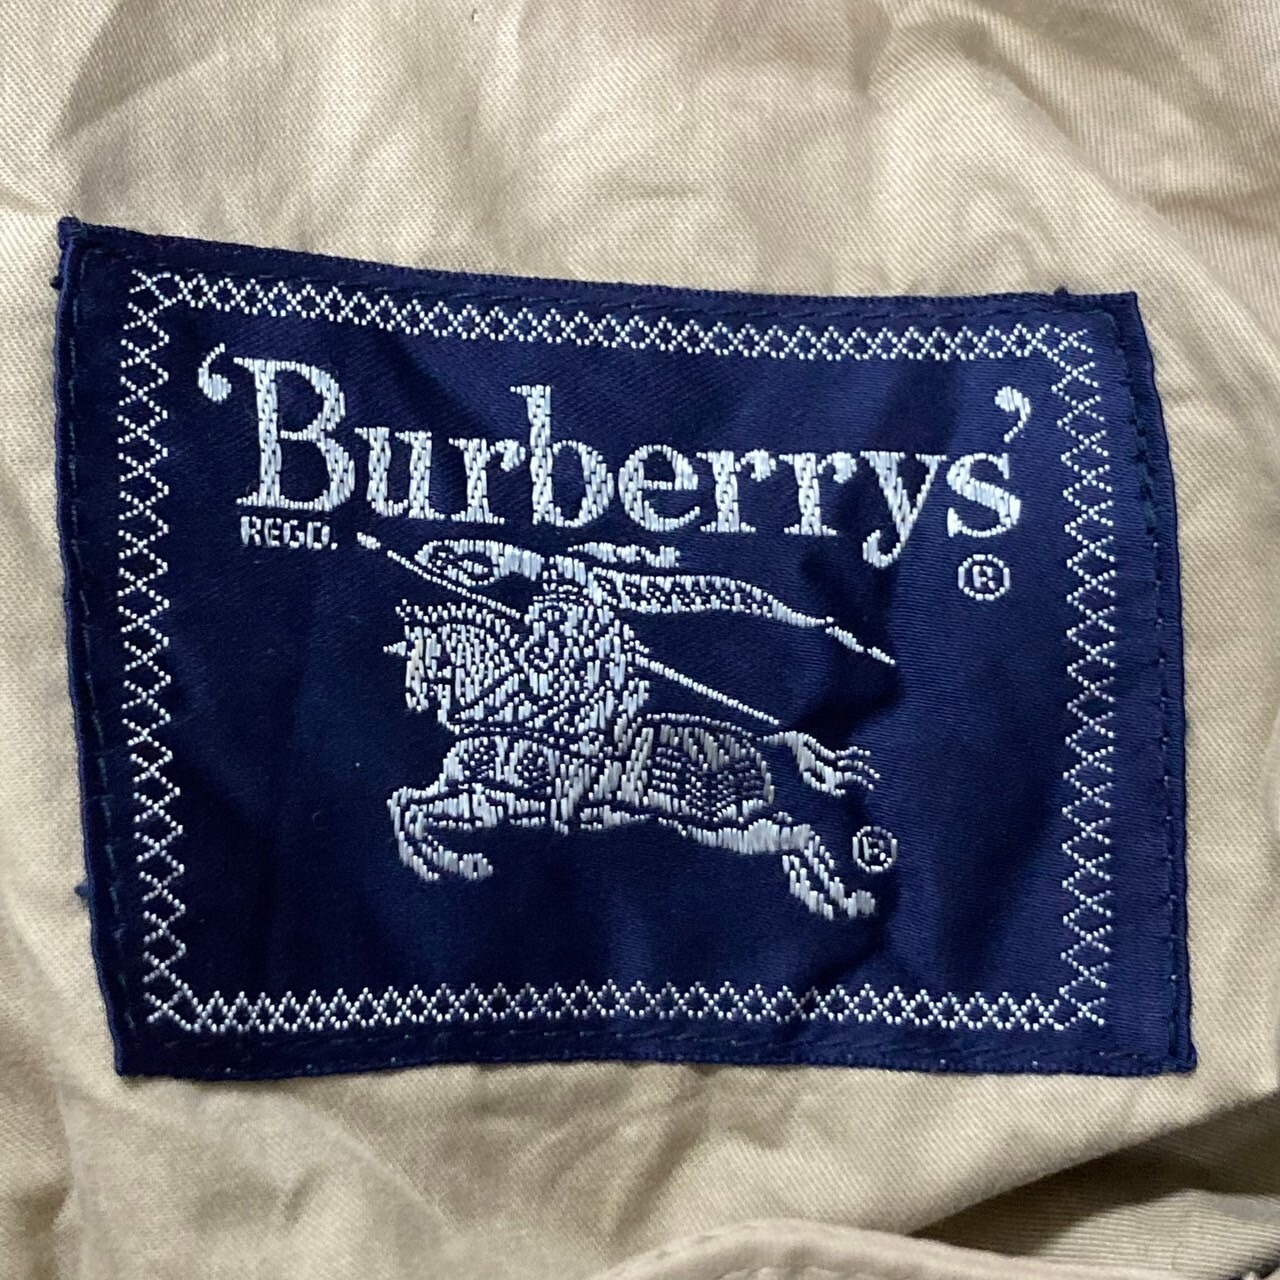 ‘Burberrys’
REGD.
®
®